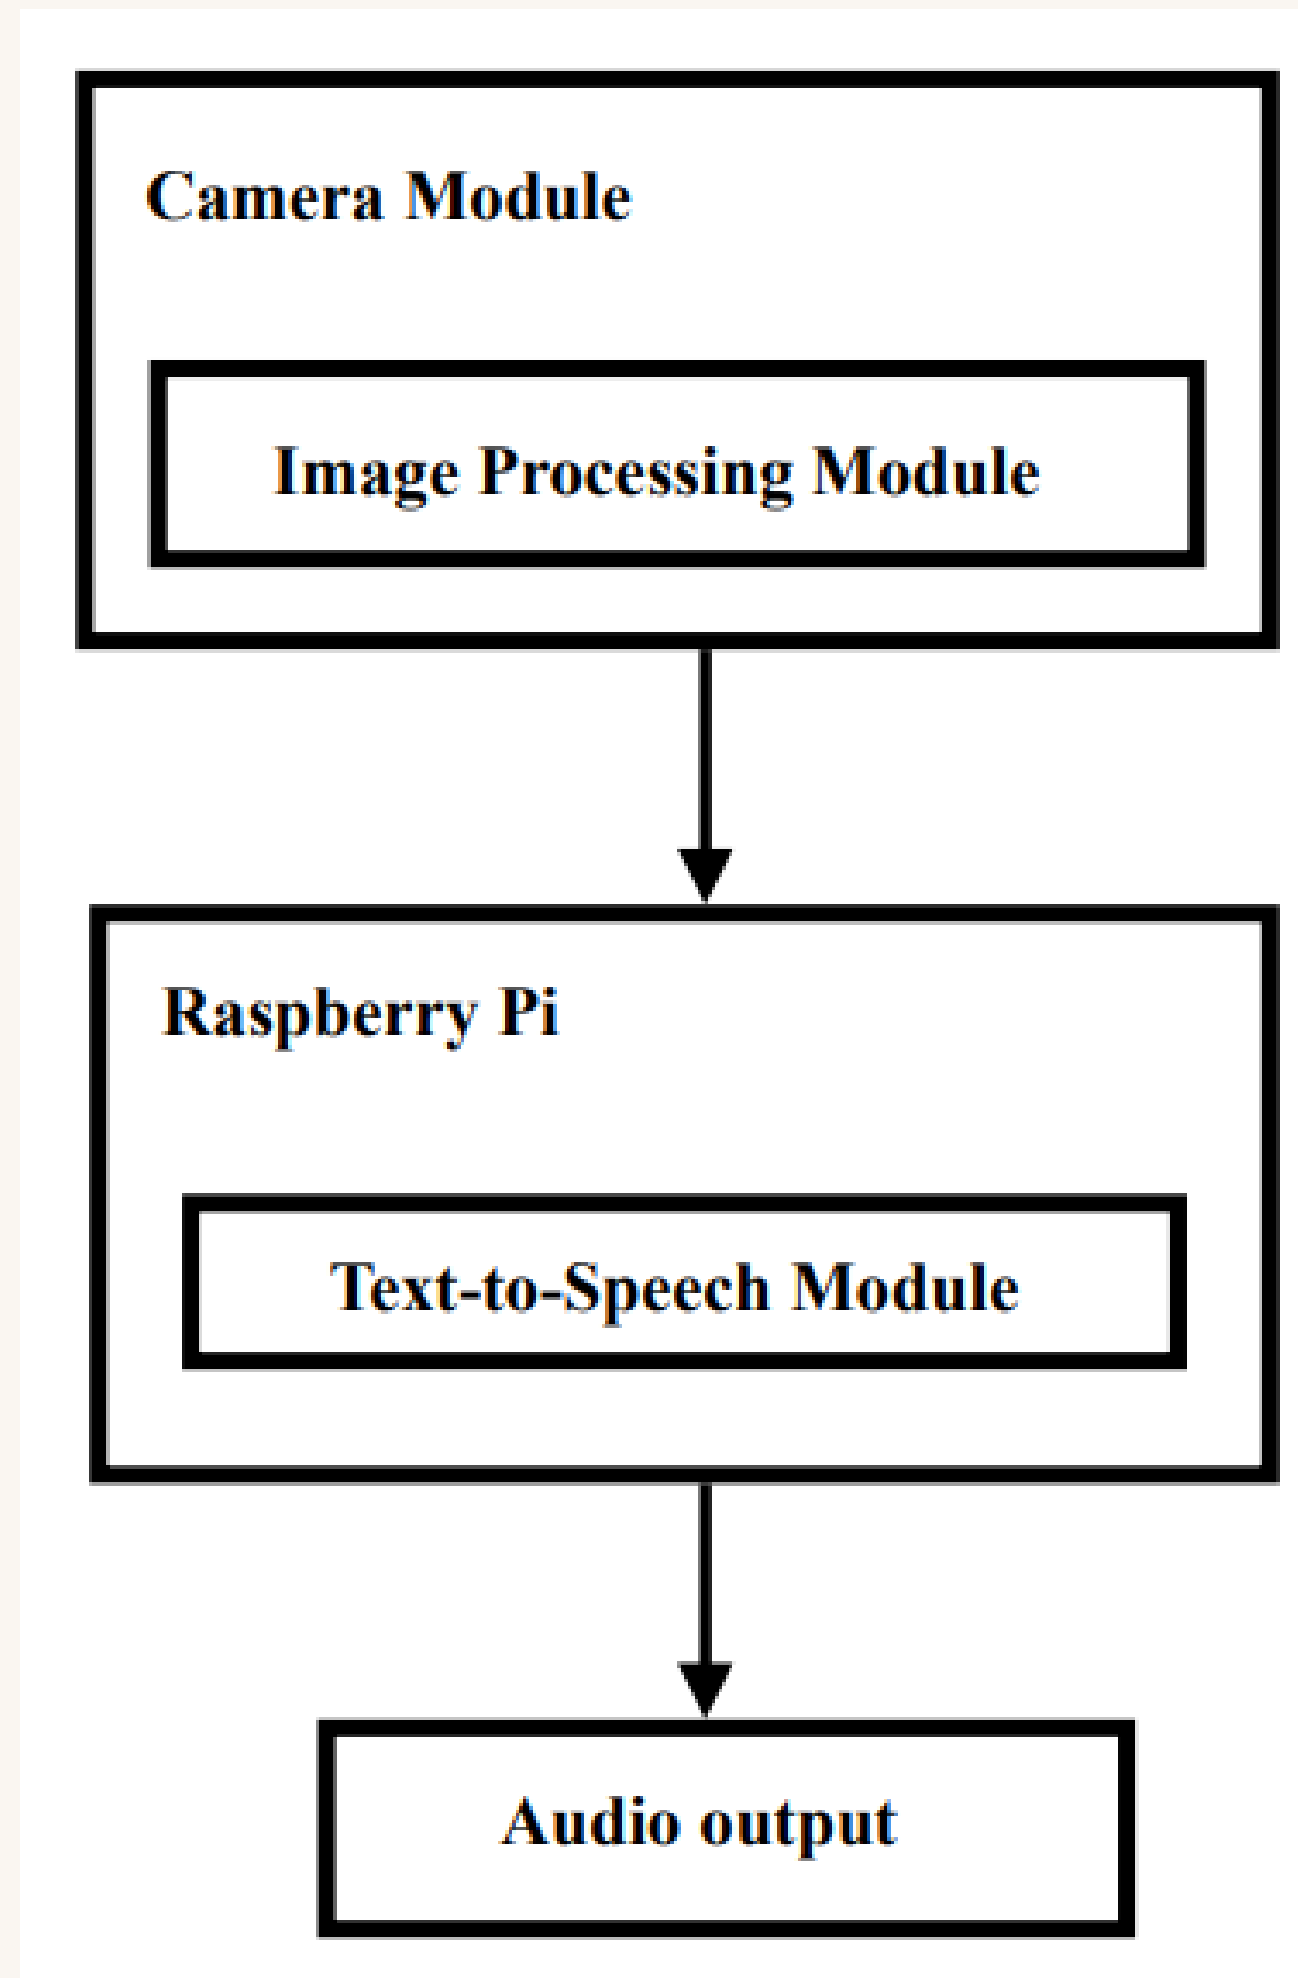 Camera Module
Image Processing Module
Raspberry Pi
Text-to-Speech Module
Audio output